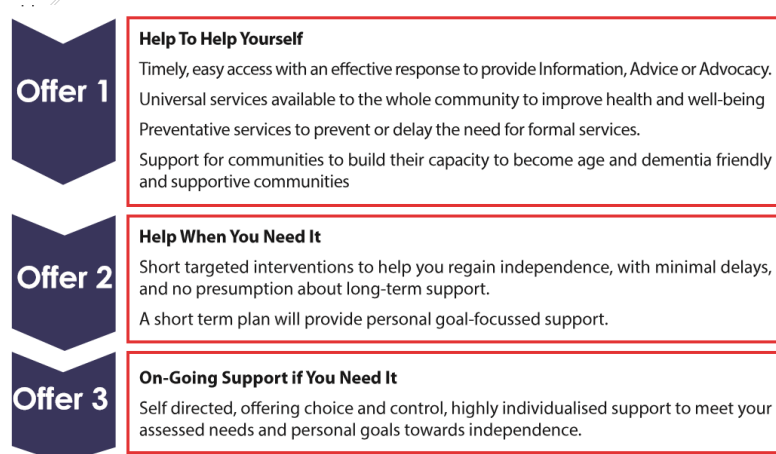 Offer 1
Help To Help Yourself
Timely, easy access with an effective response to provide Information, Advice or Advocacy.
Universal services available to the whole community to improve health and well-being
Preventative services to prevent or delay the need for formal services.
Support for communities to build their capacity to become age and dementia friendly
and supportive communities
Offer 2
Help When You Need It
Short targeted interventions to help you regain independence, with minimal delays,
and no presumption about long-term support.
A short term plan will provide personal goal-focussed support.
Offer 3
On-Going Support if You Need It
Self directed, offering choice and control, highly individualised support to meet your
assessed needs and personal goals towards independence.